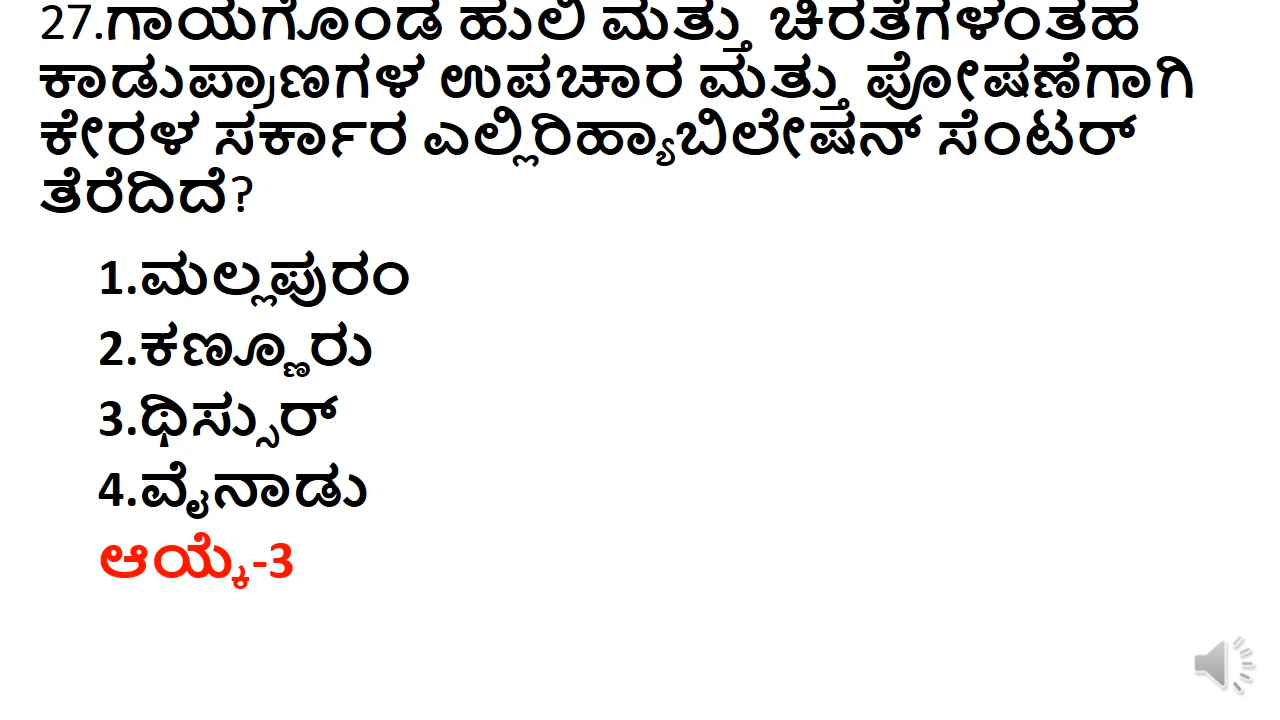 27.ಗಾಯಗೊಂಡ ಹುಲಿ ಮತ್ತು ಚಿರತೆಗಳಂತಹ
ಕಾಡುಪ್ರಾಣಗಳ ಉಪಚಾರ ಮತ್ತು ಪೋಷಣೆಗಾಗಿ
ಕೇರಳ ಸರ್ಕಾರ ಎಲ್ಲಿರಿಹ್ಯಾಬಿಲೇಷನ್ ಸೆಂಟರ್
ತೆರೆದಿದೆ?
1.ಮಲ್ಲಪುರಂ
2.ಕಣ್ಣೂರು
3.ಥಿಸ್ಸುರ್
4.ವೈನಾಡು
ಆಯ್ಕೆ-3